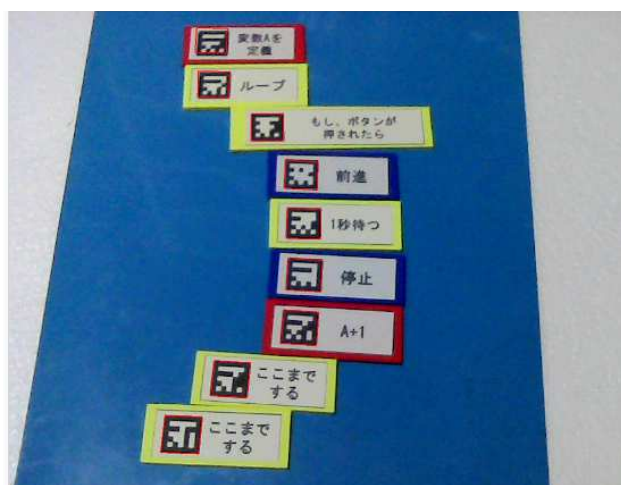 変数Aを
定義
ループ
もし、ボタンが
押されたら
前進
1秒待つ
停止
A+1
ここまで
する
ここまで
する